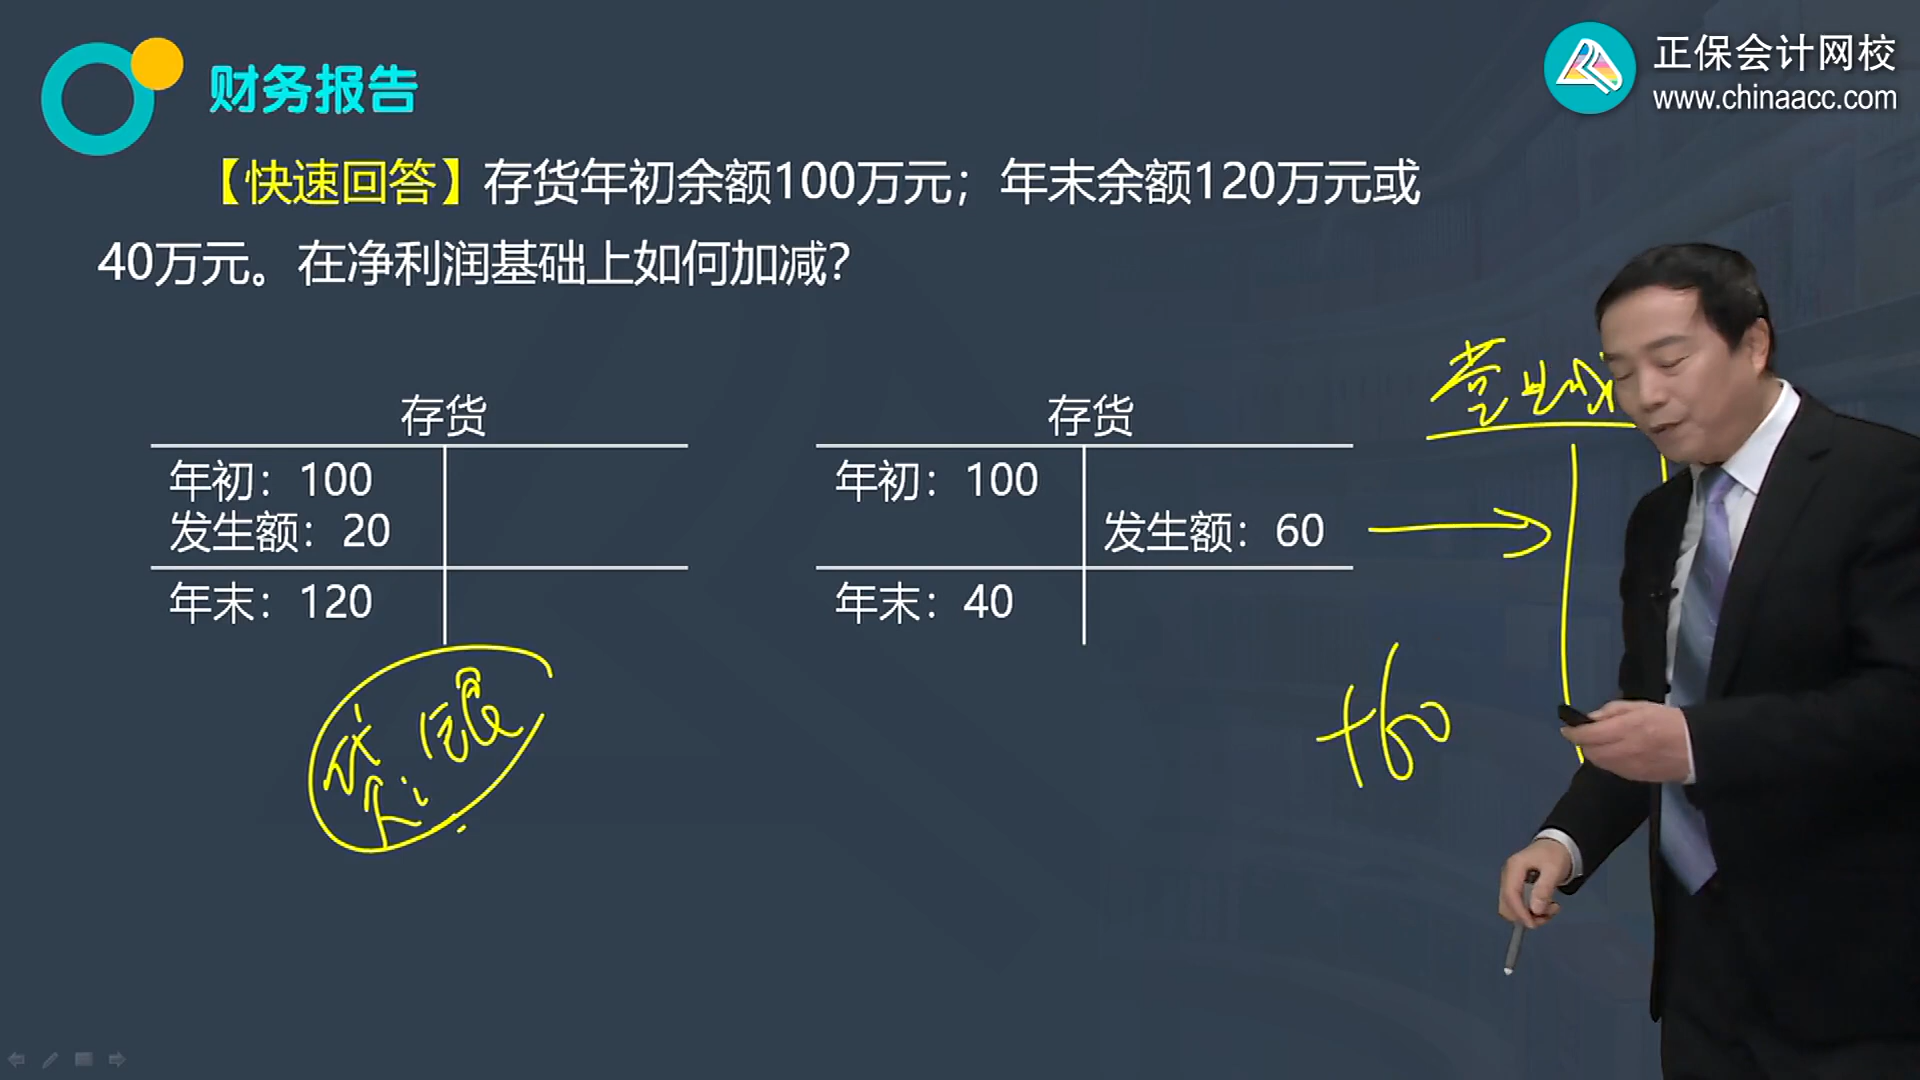 财务报告
正保会计网校
www.chinaacc.com
【快速回答】存货年初余额100万元；年末余额120万元或
40万元。在净利润基础上如何加减？
存货
年初：100
发生额：20
年末：120
存货
年初：100
发生额：60
年末：40
+60